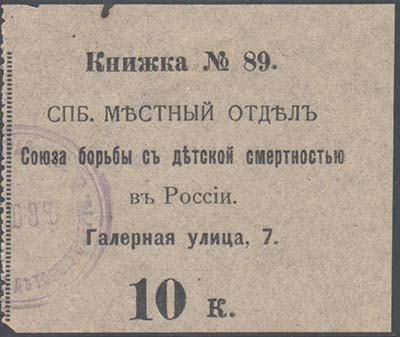 Книжка № 89.
СПБ. МѢСТНЫЙ ОТДѢЛЪ
Союза борьбы съ дѣтской смертностью
въ Россіи.
Галерная улица, 7.
10 к.